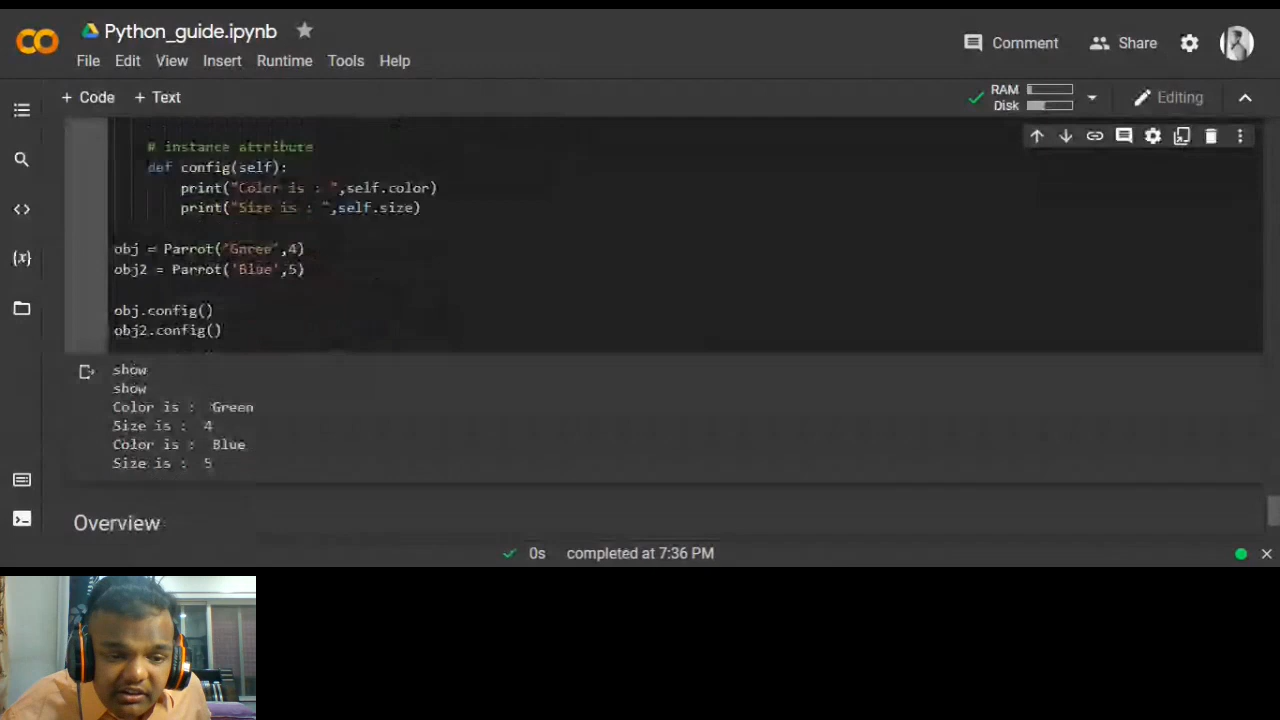 CO Python_guide.ipynb
File Edit View Insert Runtime Tools Help
Comment Share
+ Code + Text
RAM
Disk
Editing
# instance attribute
def config(self):
print("Color is : ",self.color)
print("Size is : ",self.size)
obj = Parrot('Green',4)
obj2 = Parrot('Blue',5)
obj.config()
obj2.config()
show
show
Color is : Green
Size is : 4
Color is : Blue
Size is : 5
Overview
0s completed at 7:36 PM